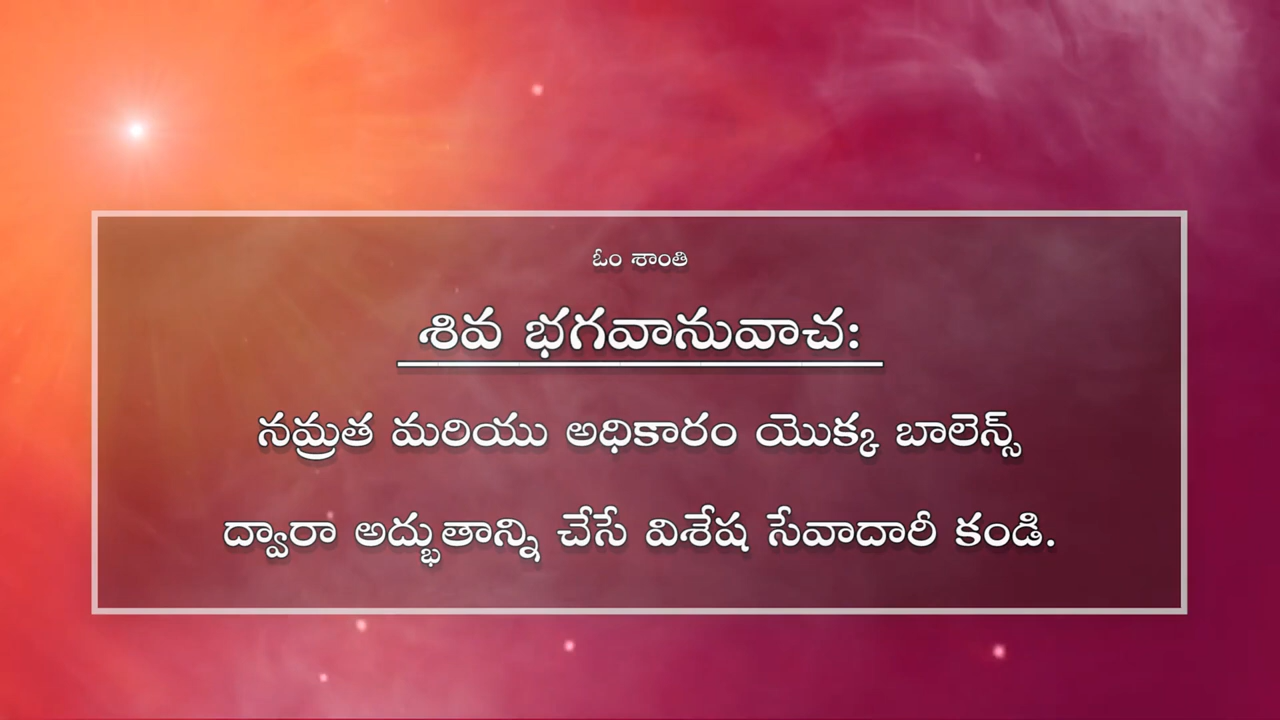 ఓం శాంతి
శివ భగవానువాచ:
నమ్రత మరియు అధికారం యొక్క బాలెన్స్
ద్వారా అద్భుతాన్ని చేసే విశేష సేవాదారీ కండి.